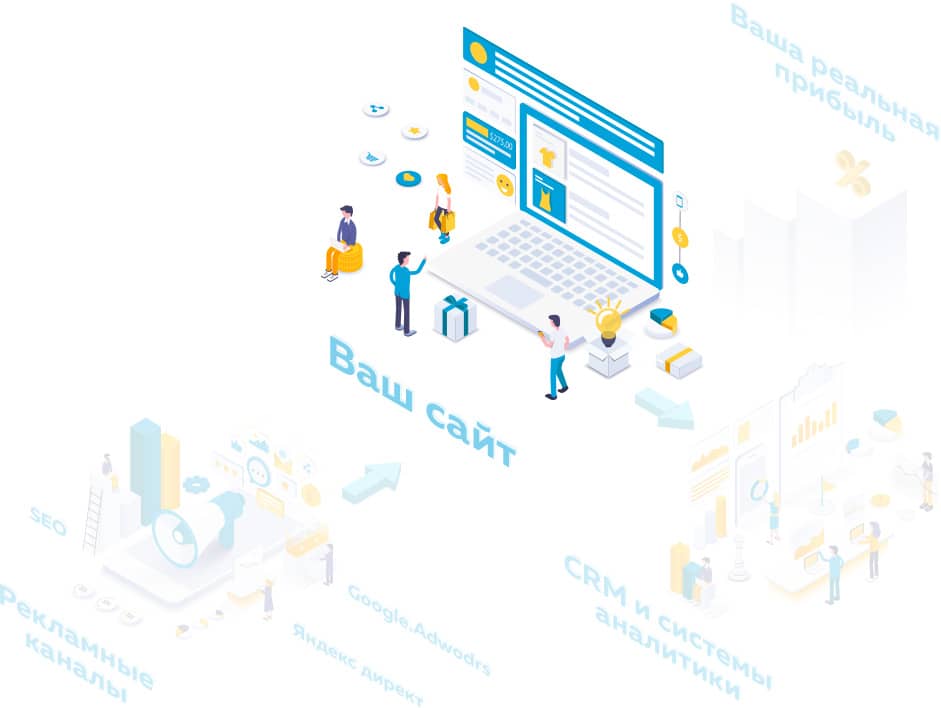 Ваша реальная
прибыль
$275,00
Ваш сайт
SEO
Рекламные
каналы
Google.Adwodrs
Яндекс директ
CRM и системы
аналитики